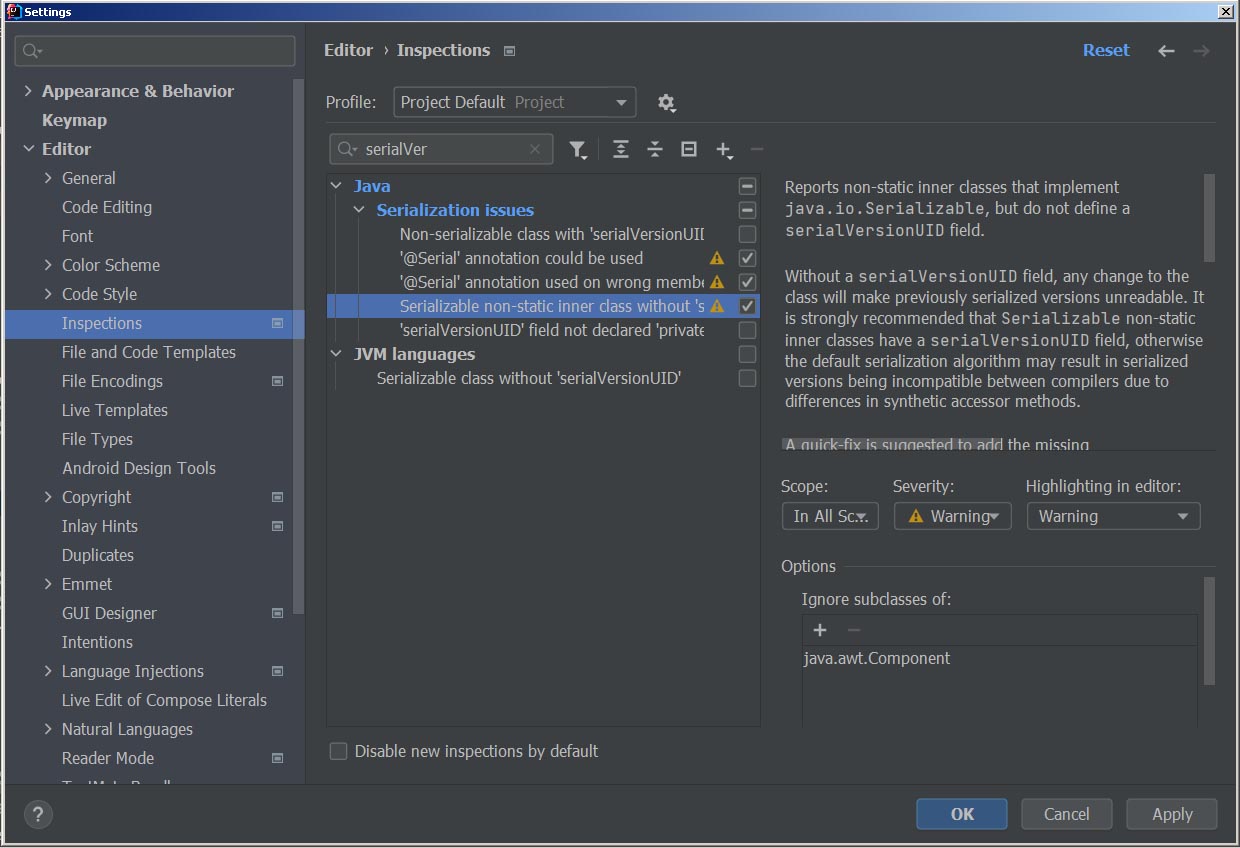 Settings
Editor › Inspections
Reset
Appearance & Behavior
Keymap
Editor
General
Code Editing
Font
Color Scheme
Code Style
Inspections
File and Code Templates
File Encodings
Live Templates
File Types
Android Design Tools
Copyright
Inlay Hints
Duplicates
Emmet
GUI Designer
Intentions
Language Injections
Live Edit of Compose Literals
Natural Languages
Reader Mode
Profile:
Project Default Project
serialVer
Java
Serialization issues
Non-serializable class with 'serialVersionUI
'@Serial' annotation could be used
'@Serial' annotation used on wrong membe
Serializable non-static inner class without 's
'serialVersionUID' field not declared 'private
JVM languages
Serializable class without 'serialVersionUID'
Disable new inspections by default
Reports non-static inner classes that implement
java.io.Serializable, but do not define a
serialVersionUID field.
Without a serialVersionUID field, any change to the
class will make previously serialized versions unreadable. It
is strongly recommended that Serializable non-static
inner classes have a serialVersionUID field, otherwise
the default serialization algorithm may result in serialized
versions being incompatible between compilers due to
differences in synthetic accessor methods.
A quick-fix is suggested to add the missing
Scope:
Severity:
Highlighting in editor:
In All Sc...
Warning
Warning
Options
Ignore subclasses of:
java.awt.Component
?
OK
Cancel
Apply